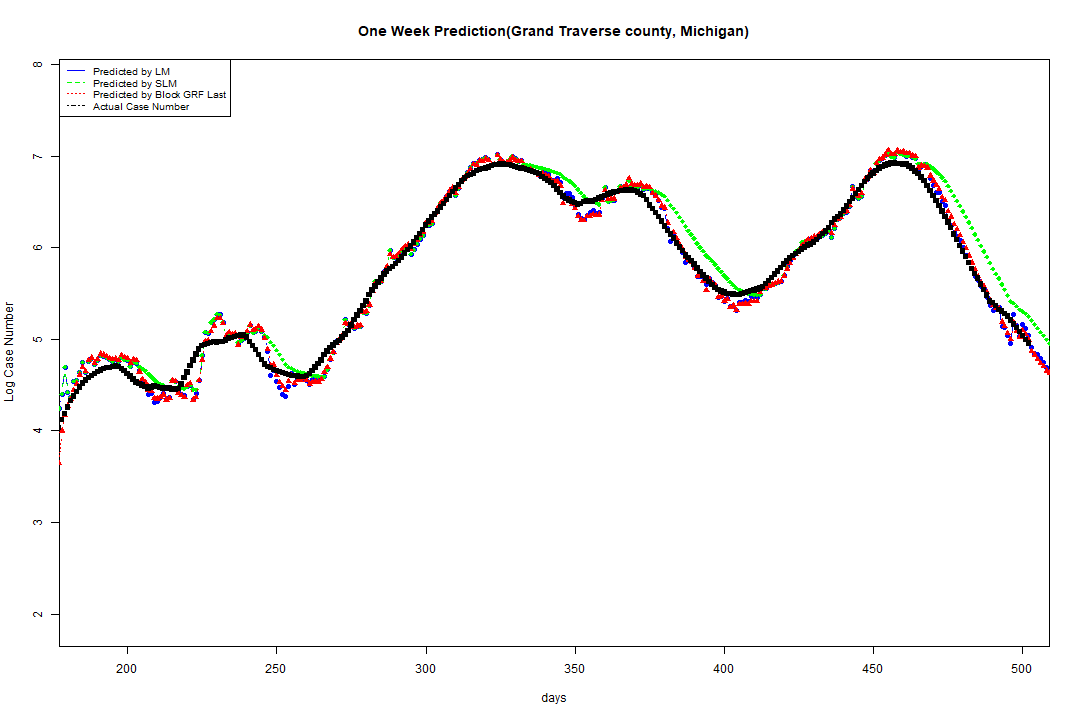 One Week Prediction(Grand Traverse county, Michigan)
Predicted by LM
Predicted by SLM
Predicted by Block GRF Last
Actual Case Number
8
7
6
5
4
3
2
Log Case Number
200 250 300 350 400 450 500
days